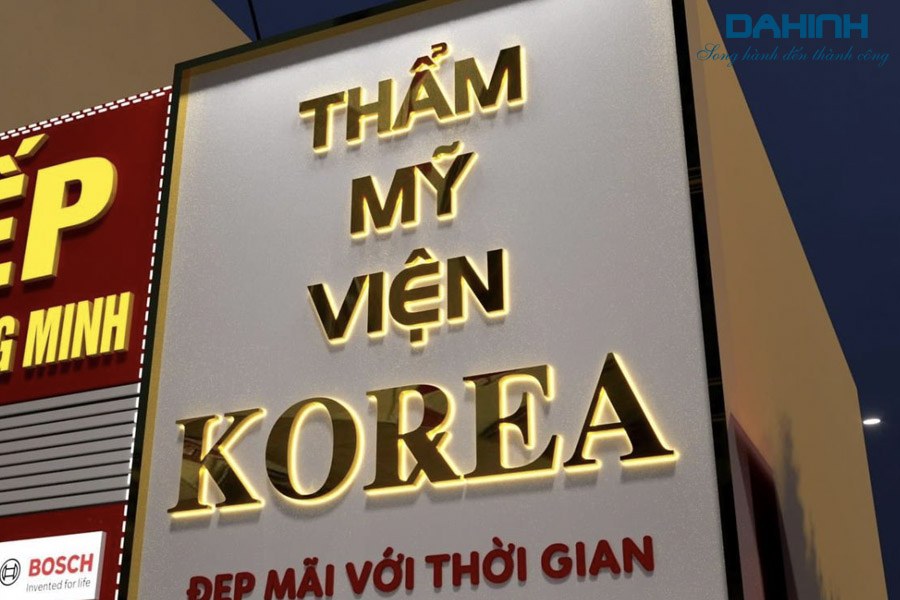 DAHINH
Song hành đến thành công
THẨM
MỸ
VIỆN
KOREA
ĐẸP MÃI VỚI THỜI GIAN
ẾP
G MINH
BOSCH
Invented for life